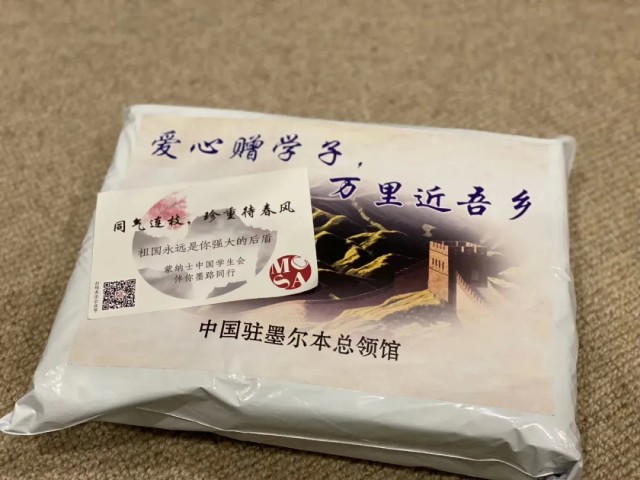 爱心赠学子，
万里近吾乡
同气连枝，珍重待春风
祖国永远是你强大的后盾
蒙纳士中国学生会
伴你墨路同行
MC
SA
中国驻墨尔本总领馆